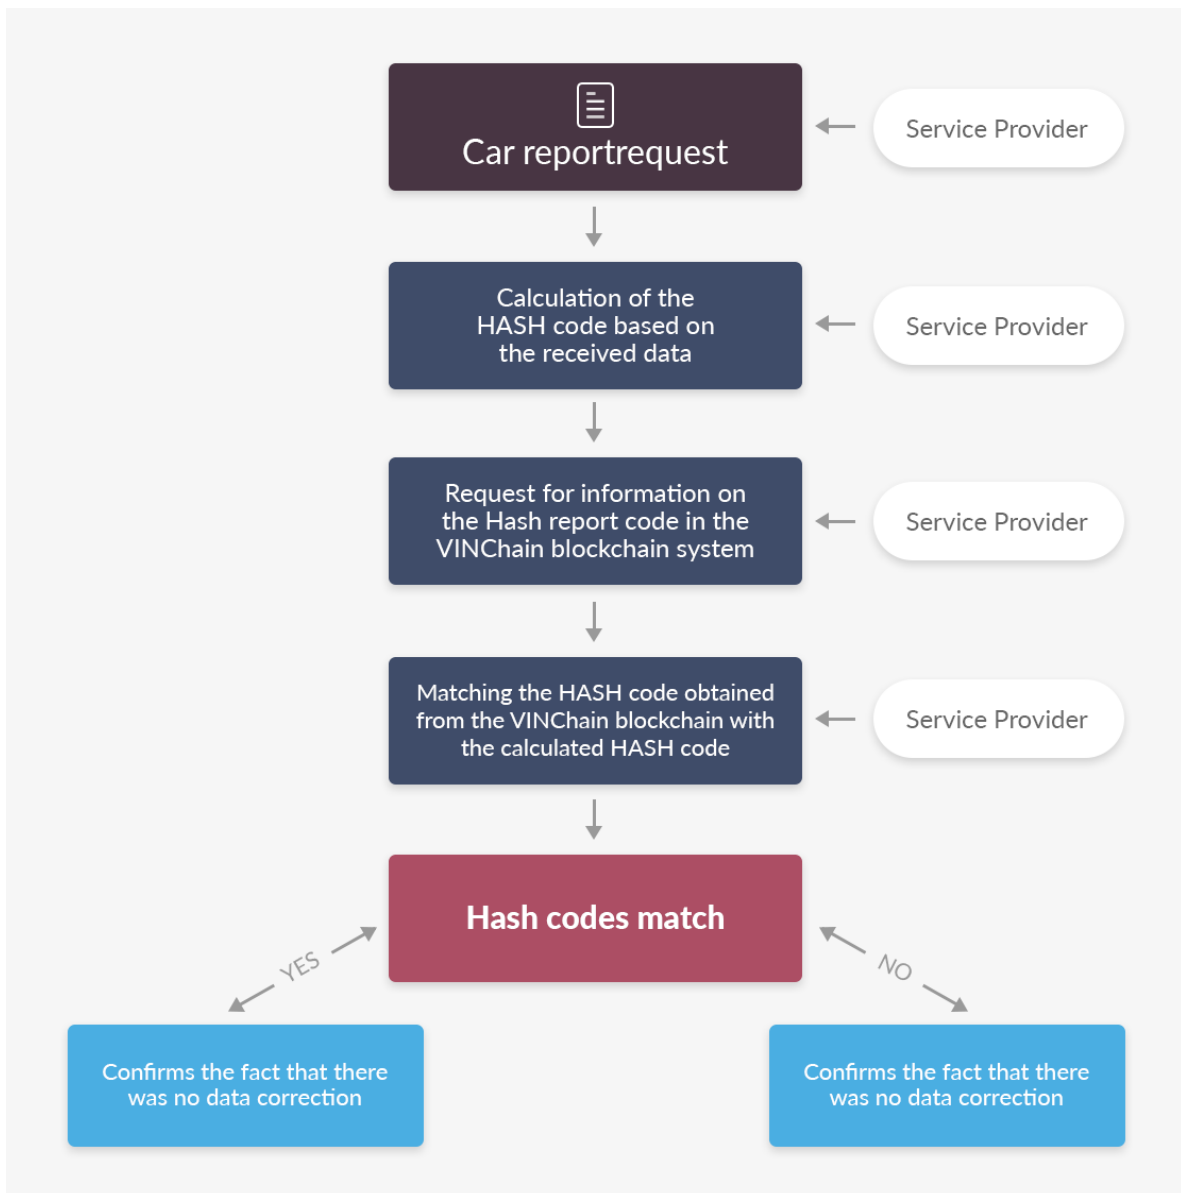 Car reportrequest
Service Provider
Calculation of the
HASH code based on
the received data
Service Provider
Request for information on
the Hash report code in the
VINChain blockchain system
Service Provider
Matching the HASH code obtained
from the VINChain blockchain with
the calculated HASH code
Service Provider
Hash codes match
YES
NO
Confirms the fact that there
was no data correction
Confirms the fact that there
was no data correction